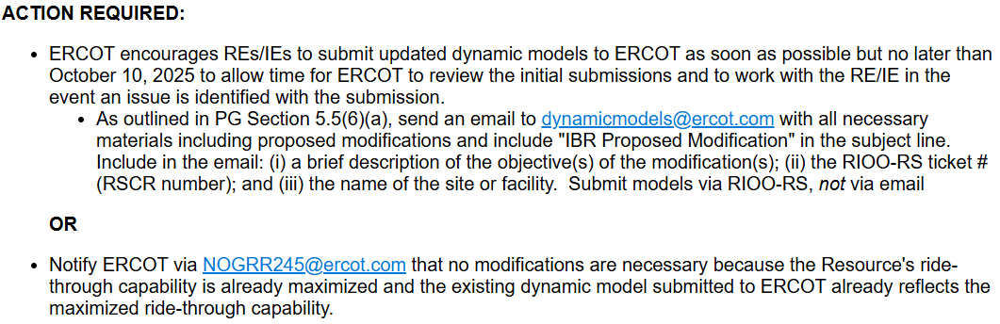 ACTION REQUIRED:
• ERCOT encourages REs/IEs to submit updated dynamic models to ERCOT as soon as possible but no later than
October 10, 2025 to allow time for ERCOT to review the initial submissions and to work with the RE/IE in the
event an issue is identified with the submission.
• As outlined in PG Section 5.5(6)(a), send an email to dynamicmodels@ercot.com with all necessary
materials including proposed modifications and include "IBR Proposed Modification" in the subject line.
Include in the email: (i) a brief description of the objective(s) of the modification(s); (ii) the RIOO-RS ticket #
(RSCR number); and (iii) the name of the site or facility.  Submit models via RIOO-RS, not via email
OR
• Notify ERCOT via NOGRR245@ercot.com that no modifications are necessary because the Resource's ride-
through capability is already maximized and the existing dynamic model submitted to ERCOT already reflects the
maximized ride-through capability.